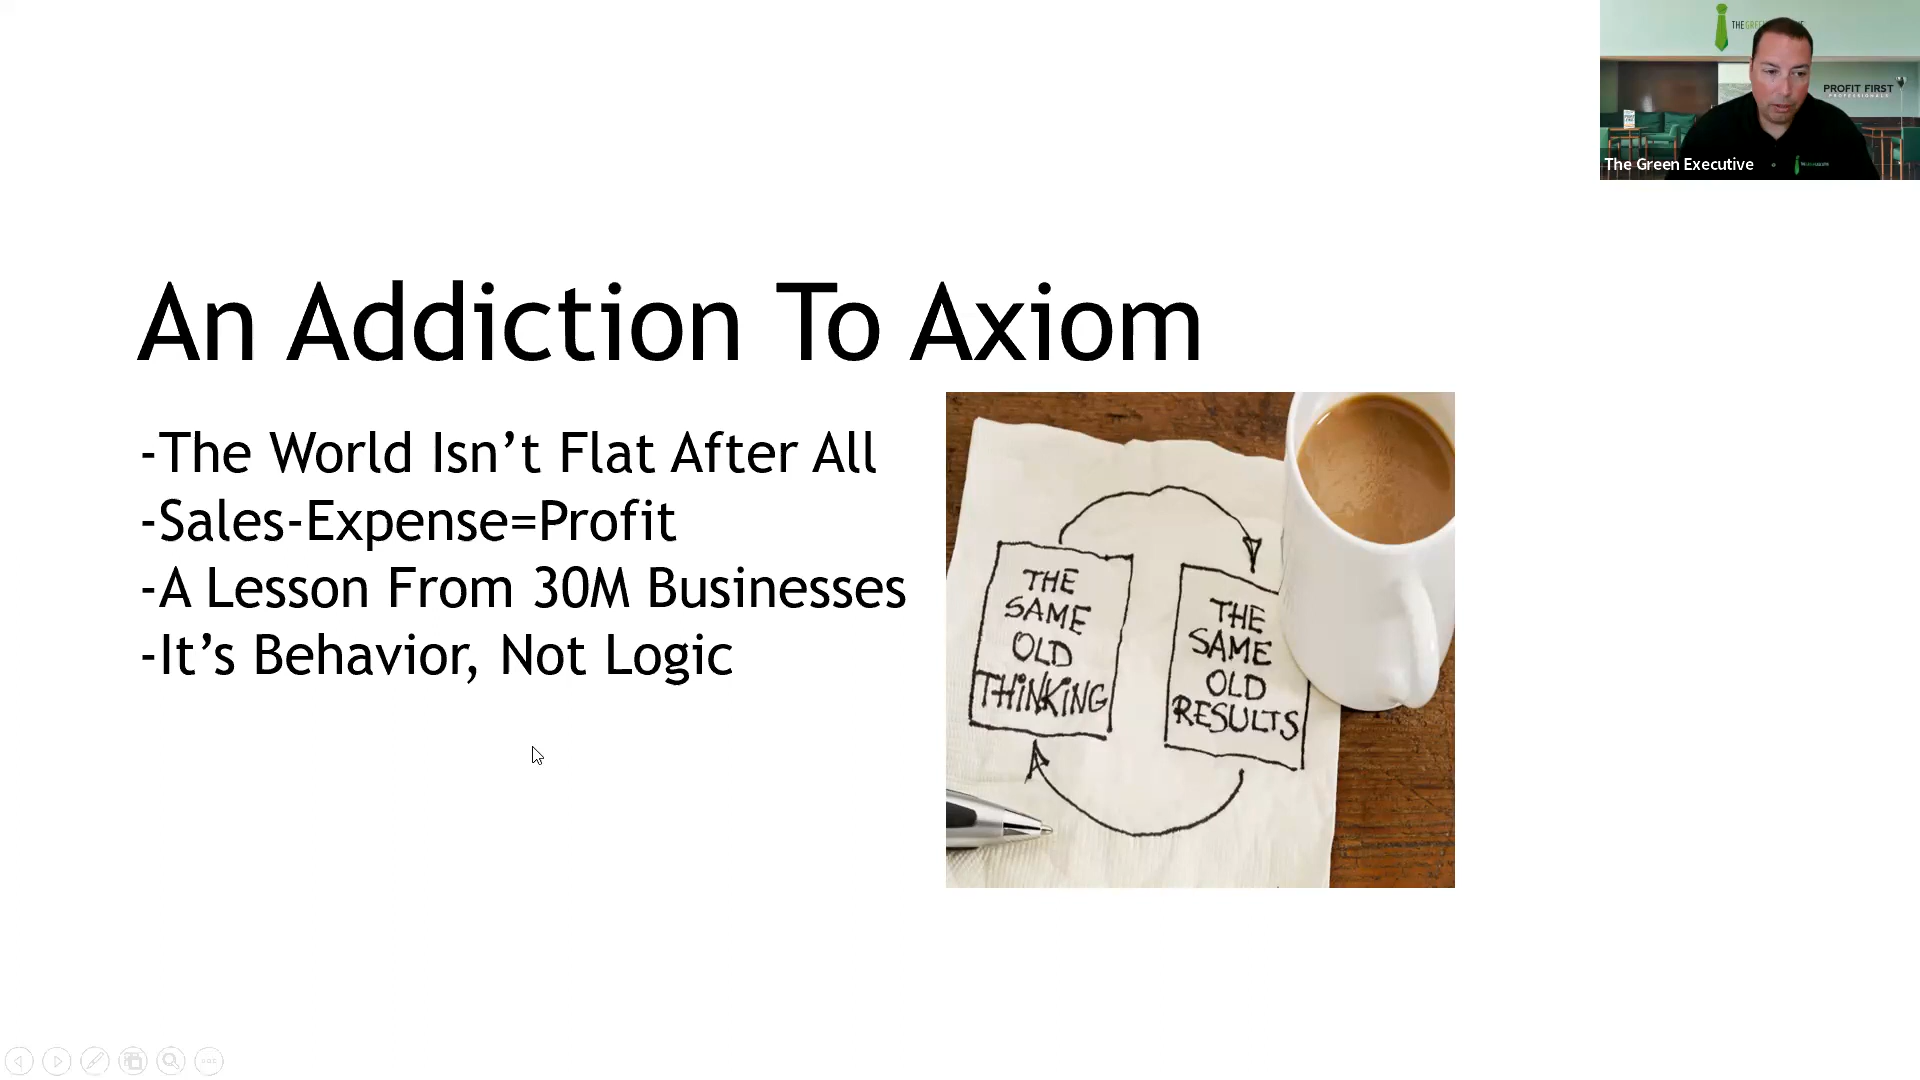 PROFIT FIRST
PROFESSIONALS
The Green Executive
An Addiction To Axiom
-The World Isn’t Flat After All
-Sales-Expense=Profit
-A Lesson From 30M Businesses
-It’s Behavior, Not Logic
THE
SAME
OLD
THINKING
THE
SAME
OLD
RESULTS